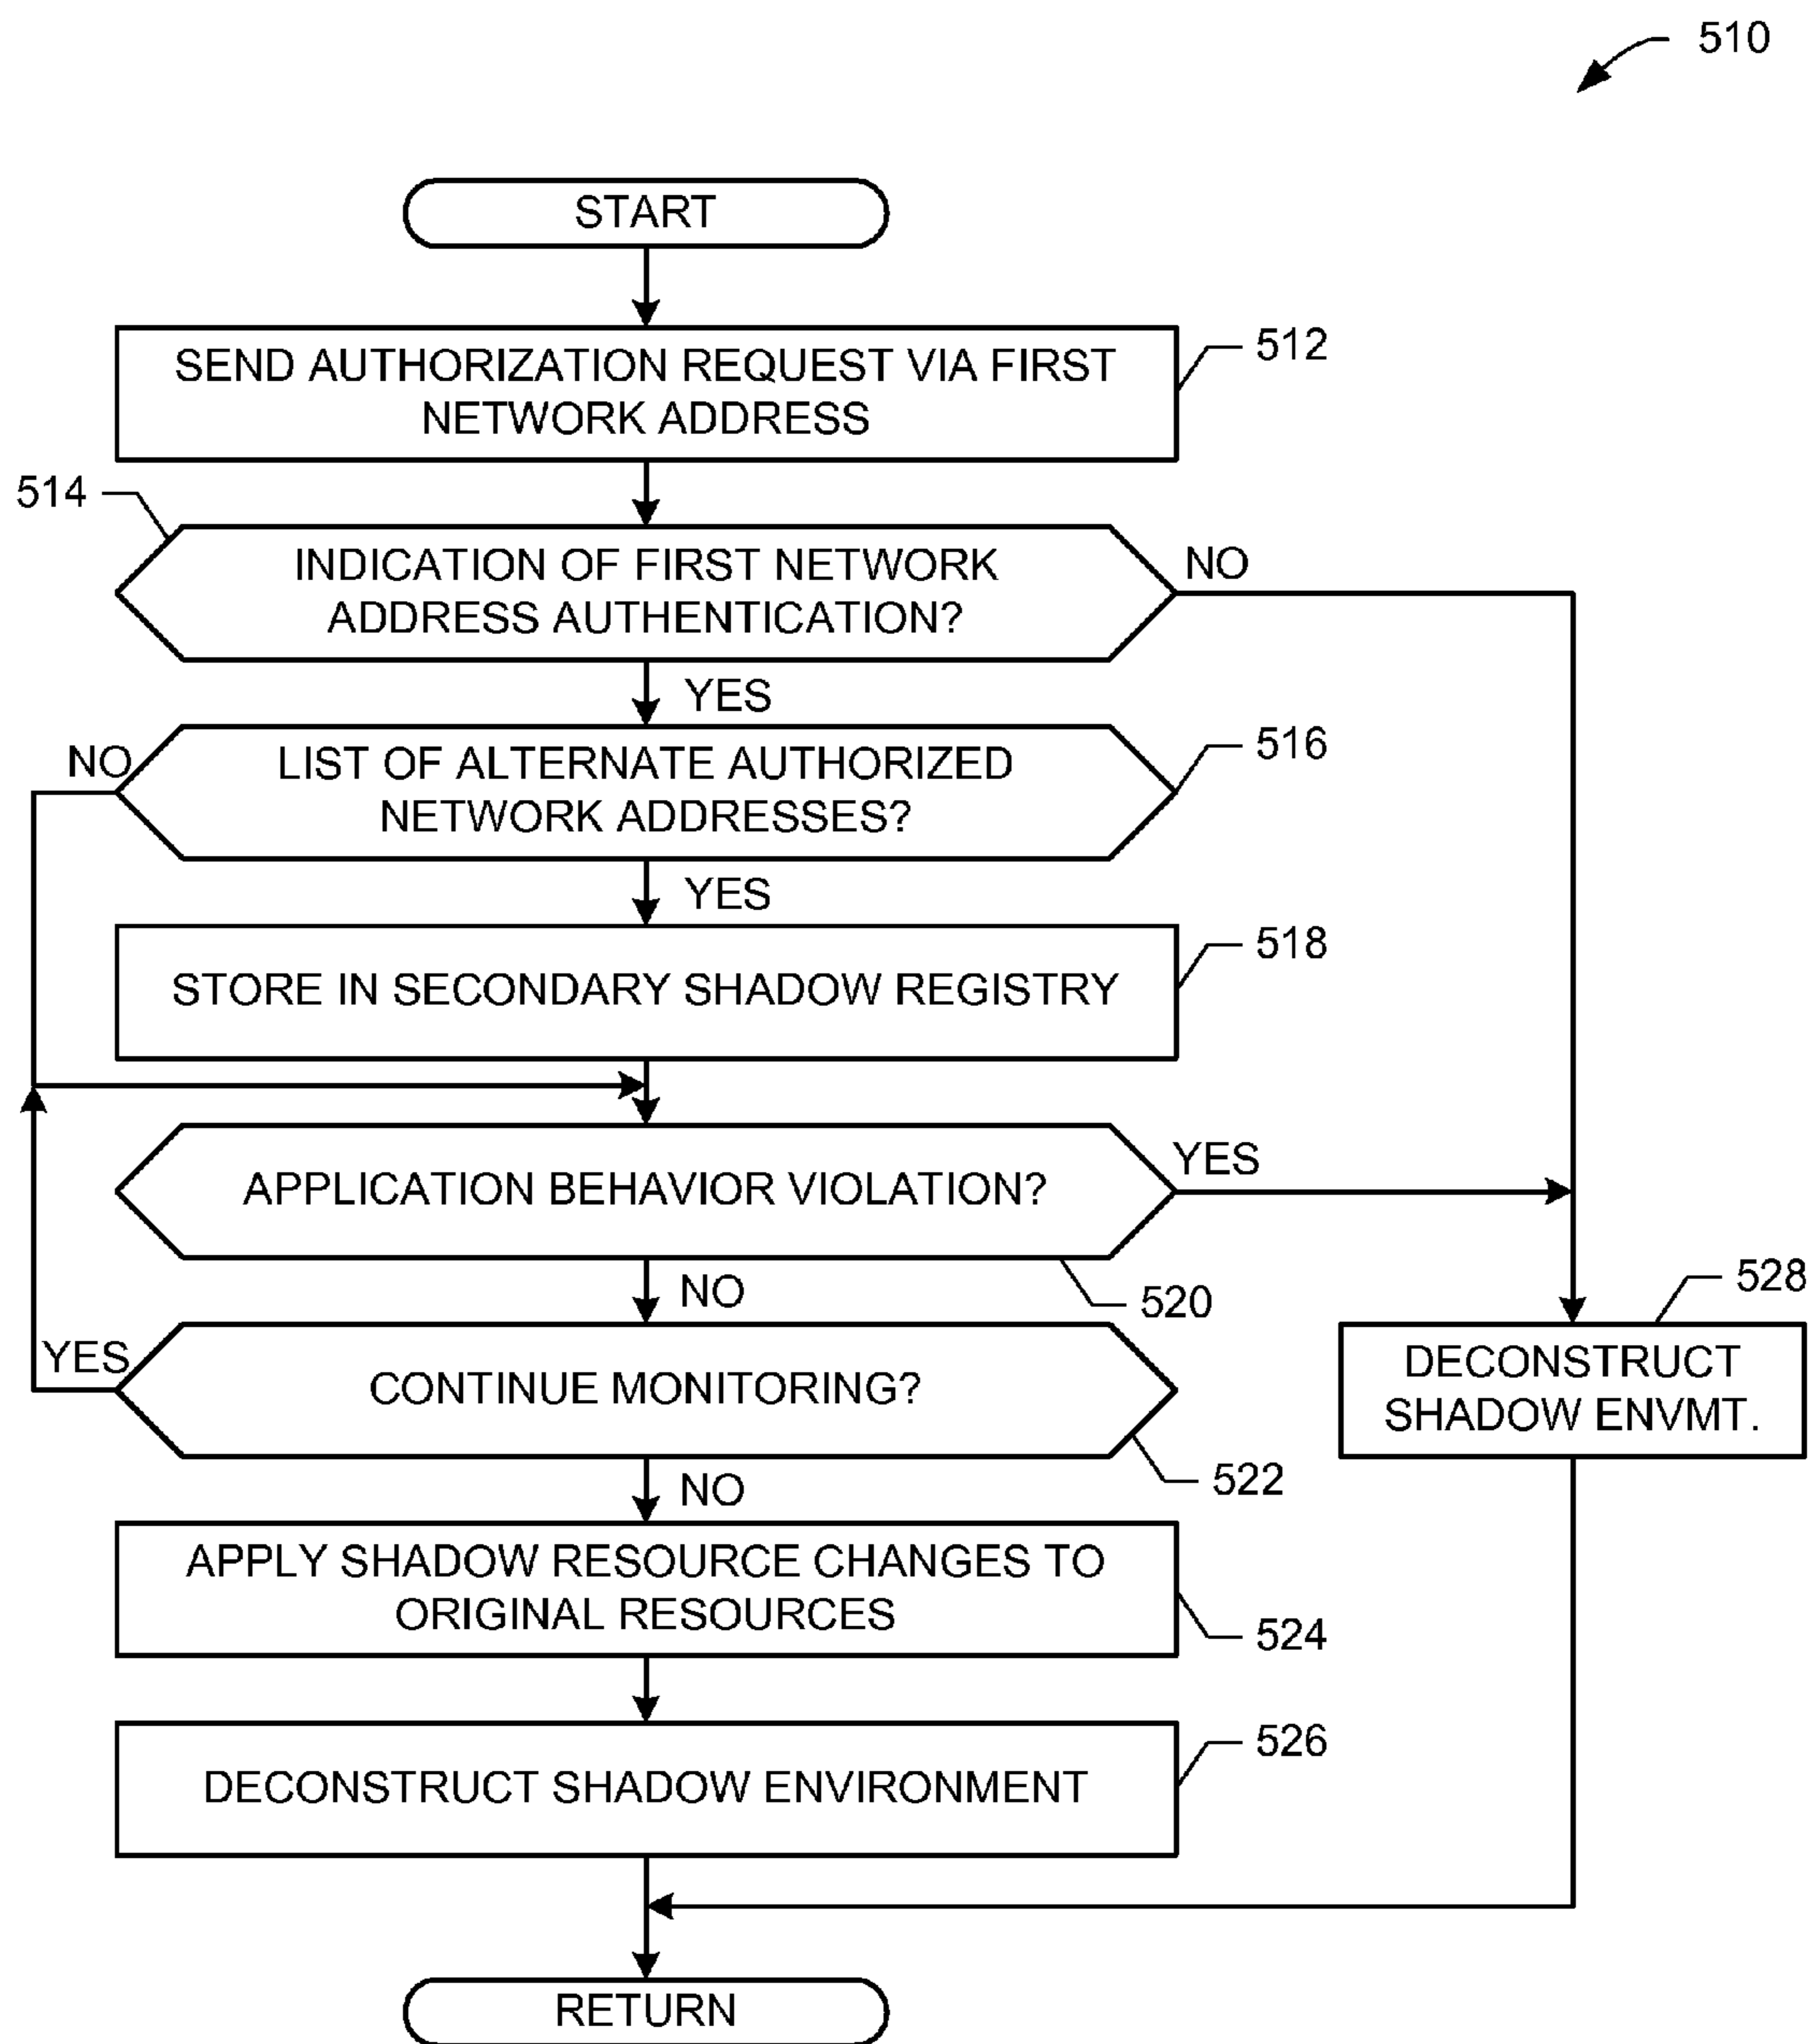 510
START
SEND AUTHORIZATION REQUEST VIA FIRST
NETWORK ADDRESS
512
514
INDICATION OF FIRST NETWORK
ADDRESS AUTHENTICATION?
NO
YES
NO
LIST OF ALTERNATE AUTHORIZED
NETWORK ADDRESSES?
516
YES
STORE IN SECONDARY SHADOW REGISTRY
518
APPLICATION BEHAVIOR VIOLATION?
YES
NO
520
528
YES
CONTINUE MONITORING?
DECONSTRUCT
SHADOW ENVMT.
522
NO
APPLY SHADOW RESOURCE CHANGES TO
ORIGINAL RESOURCES
524
DECONSTRUCT SHADOW ENVIRONMENT
526
RETURN